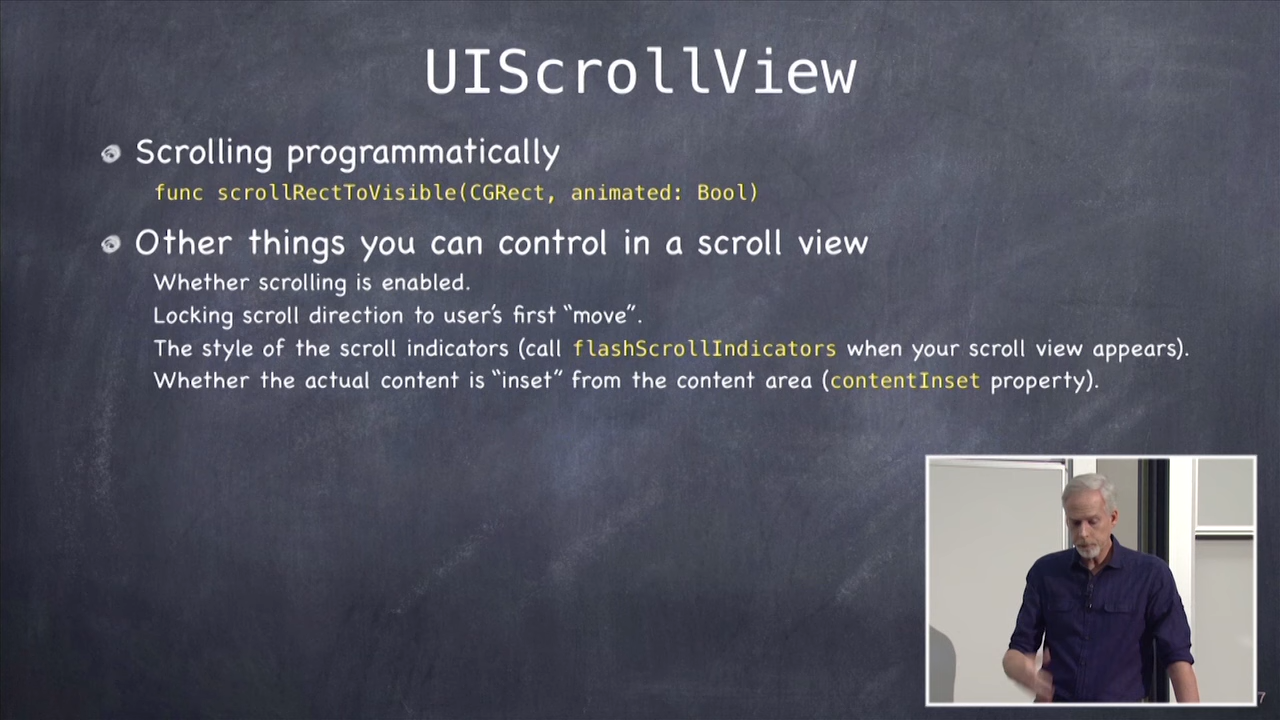 UIScrollView
Scrolling programmatically
func scrollRectToVisible(CGRect, animated: Bool)
Other things you can control in a scroll view
Whether scrolling is enabled.
Locking scroll direction to user's first “move”.
The style of the scroll indicators (call flashScrollIndicators when your scroll view appears).
Whether the actual content is “inset” from the content area (contentInset property).